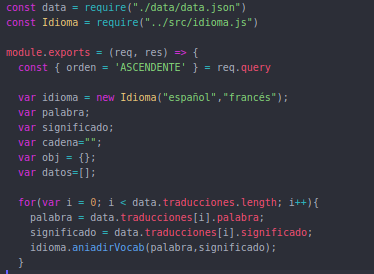 const data = require("./data/data.json")
const Idioma = require("../src/idioma.js")
module.exports = (req, res) => {
const { orden = 'ASCENDENTE' } = req.query
var idioma = new Idioma("español","francés");
var palabra;
var significado;
var cadena="";
var obj = {};
var datos=[];
for(var i = 0; i < data.traducciones.length; i++){
palabra = data.traducciones[i].palabra;
significado = data.traducciones[i].significado;
idioma.aniadirVocab(palabra,significado);
}